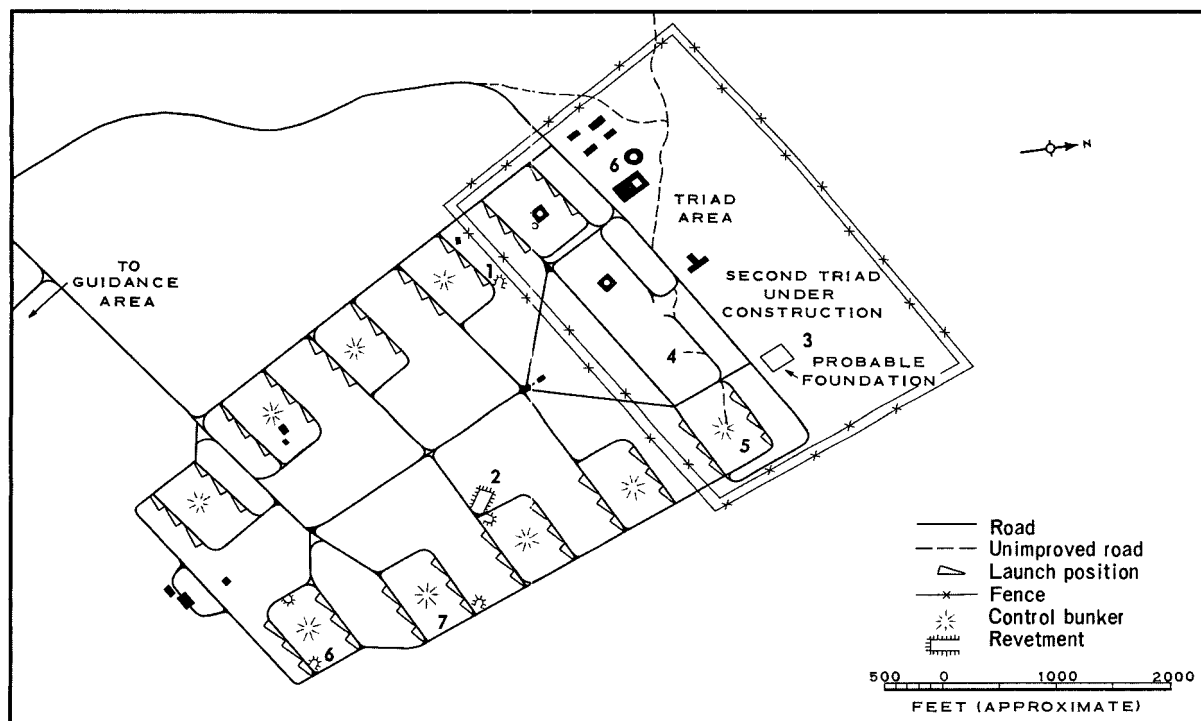 N
6
TRIAD
AREA
3
1
TO
GUIDANCE
AREA
SECOND TRIAD
UNDER
CONSTRUCTION
3
4
PROBABLE
FOUNDATION
5
2
7
6
Road
Unimproved road
Launch position
Fence
Control bunker
Revetment
500 0 1000 2000
FEET (APPROXIMATE)